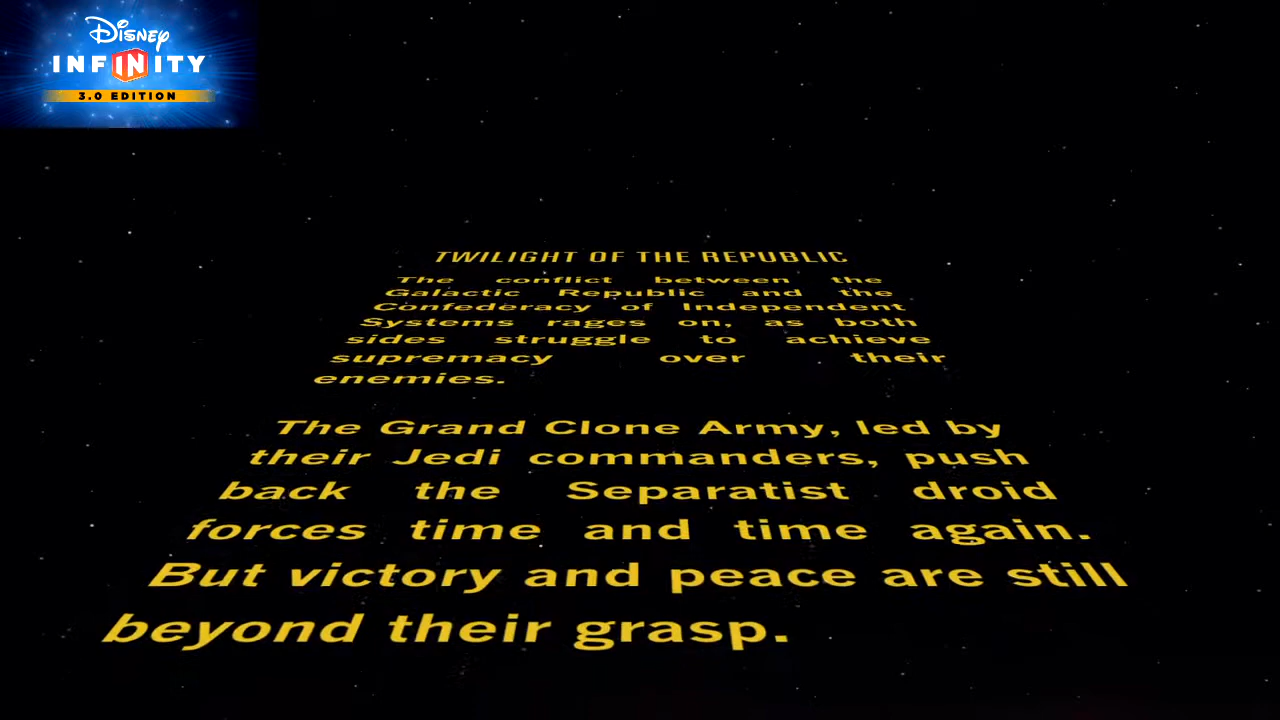 Disney
INFINITY
3.0 EDITION
TWILIGHT OF THE REPUBLIC
The conflict between the
Galactic Republic and the
Confederacy of Independent
Systems rages on, as both
sides struggle to achieve
supremacy over their
enemies.
The Grand Clone Army, led by
their Jedi commanders, push
back the Separatist droid
forces time and time again.
But victory and peace are still
beyond their grasp.